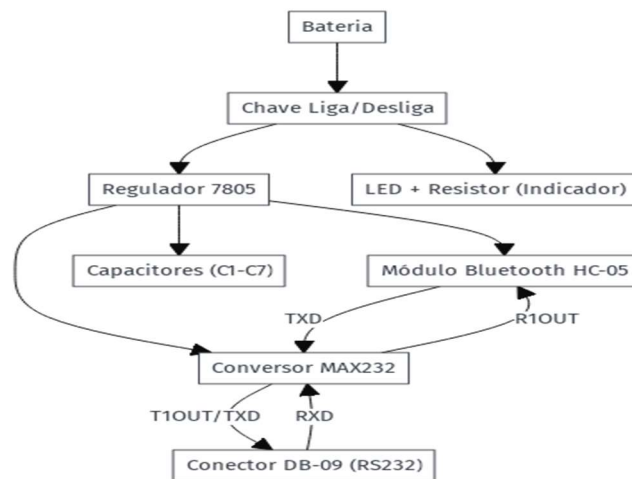 Bateria
Chave Liga/Desliga
Regulador 7805
LED + Resistor (Indicador)
Capacitores (C1-C7)
Módulo Bluetooth HC-05
TXD
R1OUT
Conversor MAX232
T1OUT/TXD
RXD
Conector DB-09 (RS232)